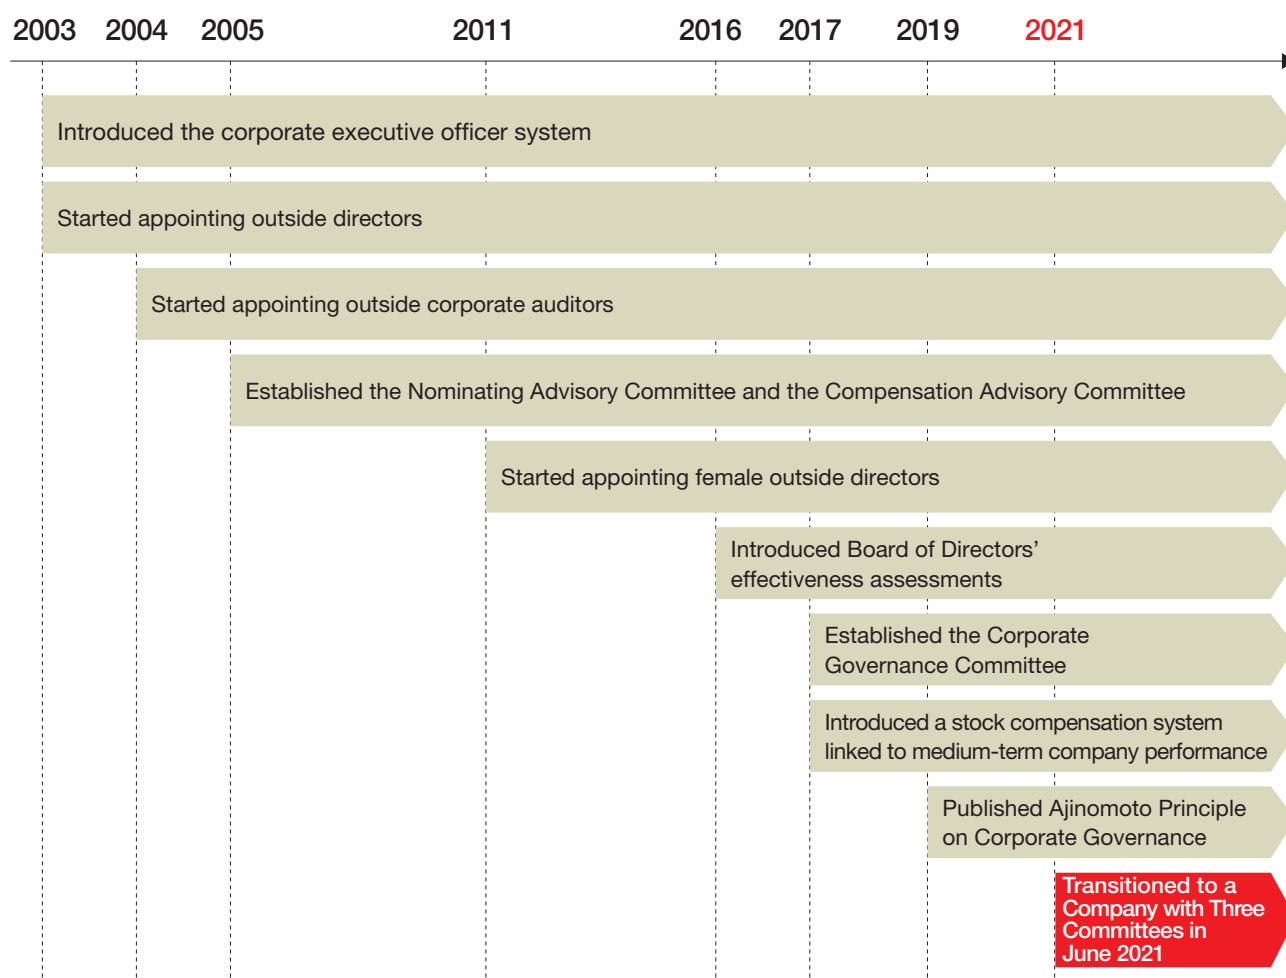 2003 2004 2005 2011 2016 2017 2019 2021
Introduced the corporate executive officer system
Started appointing outside directors
Started appointing outside corporate auditors
Established the Nominating Advisory Committee and the Compensation Advisory Committee
Started appointing female outside directors
Introduced Board of Directors’
effectiveness assessments
Established the Corporate
Governance Committee
Introduced a stock compensation system
linked to medium-term company performance
Published Ajinomoto Principle
on Corporate Governance
Transitioned to a
Company with Three
Committees in
June 2021